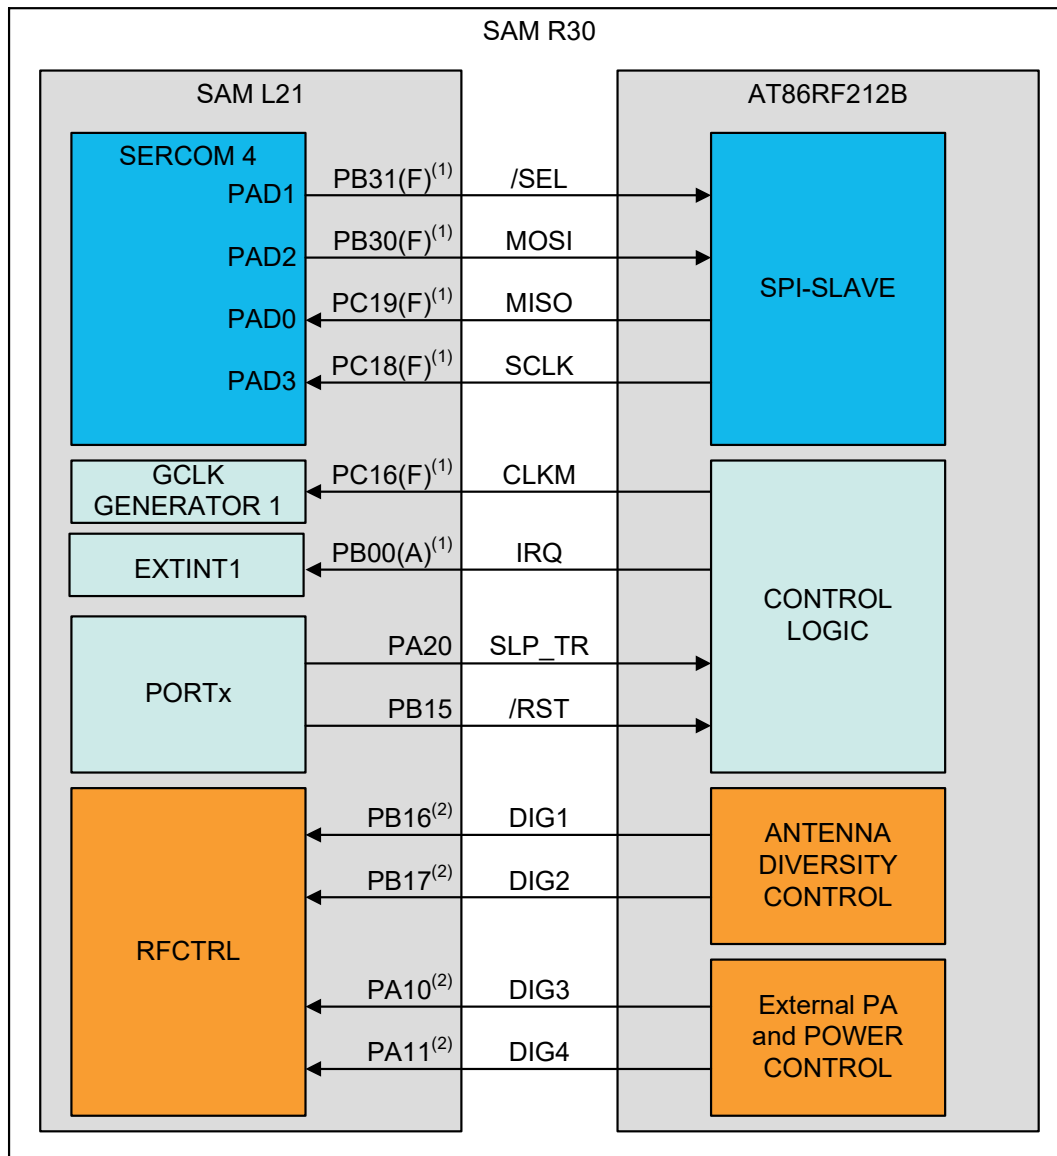 SAM R30
SAM L21
AT86RF212B
SERCOM 4
PAD1
PB31(F)(1)
/SEL
PAD2
PB30(F)(1)
MOSI
PAD0
PC19(F)(1)
MISO
PAD3
PC18(F)(1)
SCLK
SPI-SLAVE
GCLK
GENERATOR 1
PC16(F)(1)
CLKM
EXTINT1
PB00(A)(1)
IRQ
PORTx
PA20
SLP_TR
PB15
/RST
CONTROL
LOGIC
RFCTRL
PB16(2)
DIG1
PB17(2)
DIG2
ANTENNA
DIVERSITY
CONTROL
PA10(2)
DIG3
PA11(2)
DIG4
External PA
and POWER
CONTROL